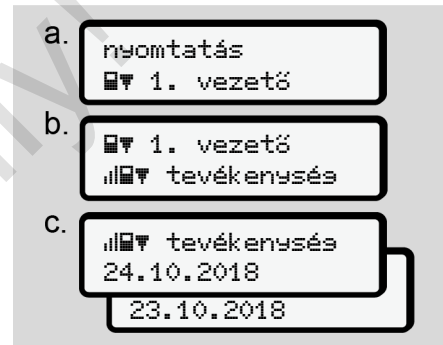 a.
nyomtatás
1. vezető
b.
1. vezető
tevékenység
c.
tevékenység
24.10.2018
23.10.2018